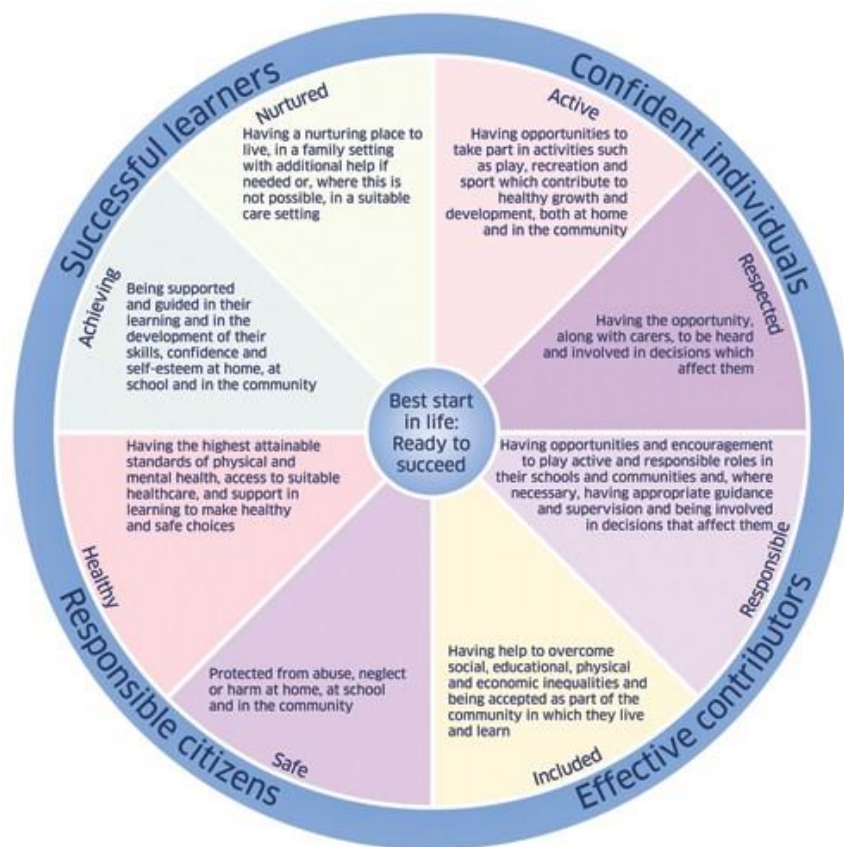 Successful learners
Confident individuals
Nurtured
Having a nurturing place to
live, in a family setting
with additional help if
needed or, where this is
not possible, in a suitable
care setting
Active
Having opportunities to
take part in activities such
as play, recreation and
sport which contribute to
healthy growth and
development, both at home
and in the community
Achieving
Being supported
and guided in their
learning and in the
development of their
skills, confidence and
self-esteem at home, at
school and in the community
Respected
Having the opportunity,
along with carers, to be heard
and involved in decisions which
affect them
Best start
in life:
Ready to
succeed
Healthy
Having the highest attainable
standards of physical and
mental health, access to suitable
healthcare, and support in
learning to make healthy
and safe choices
Responsible
Having opportunities and encouragement
to play active and responsible roles in
their schools and communities and, where
necessary, having appropriate guidance
and supervision and being involved
in decisions that affect them
Safe
Protected from abuse, neglect
or harm at home, at school
and in the community
Included
Having help to overcome
social, educational, physical
and economic inequalities and
being accepted as part of the
community in which they live
and learn
Responsible citizens
Effective contributors